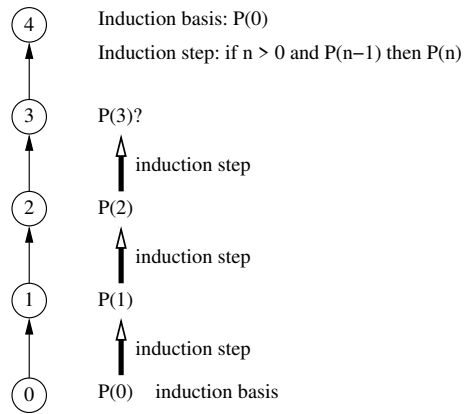 4
Induction basis: P(0)
Induction step: if n > 0 and P(n−1) then P(n)
3
P(3)?
induction step
2
P(2)
induction step
1
P(1)
induction step
0
P(0) induction basis